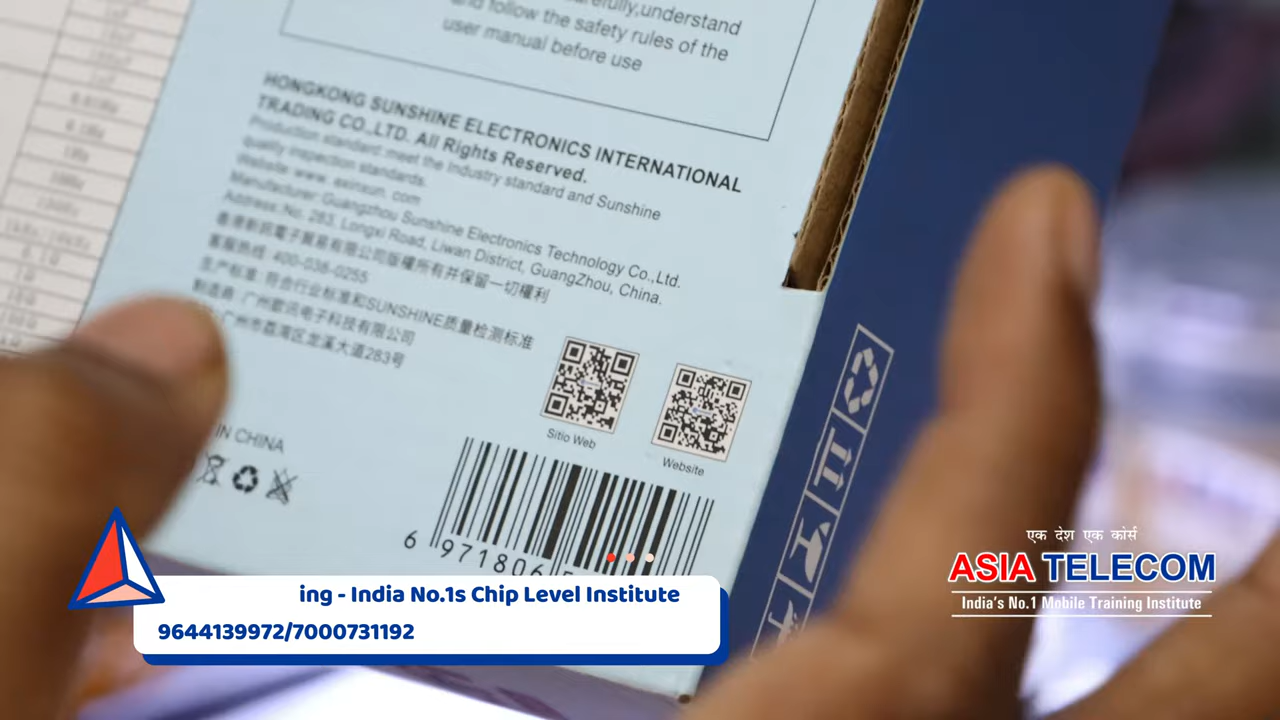 refully, understand
and follow the safety rules of the
user manual before use
HONGKONG SUNSHINE ELECTRONICS INTERNATIONAL
TRADING CO.,LTD. All Rights Reserved.
Production standard: meet the industry standard and Sunshine
quality inspection standards.
Website: www. sxinxun. com
Manufacturer: Guangzhou Sunshine Electronics Technology Co., Ltd.
Address: No. 283, Longxi Road, Liwan District, GuangZhou, China.
香港新訊電子貿易有限公司版權所有并保留一切權利
客服热线: 400-038-0255
生产标准: 符合行业标准和SUNSHINE质量检测标准
制造商: 广州歆讯电子科技有限公司
广州市荔湾区龙溪大道283号
Sitio Web
Website
IN CHINA
6 971806
ing - India No.1s Chip Level Institute
9644139972/7000731192
एक देश एक कोर्स
ASIA TELECOM
India's No.1 Mobile Training Institute